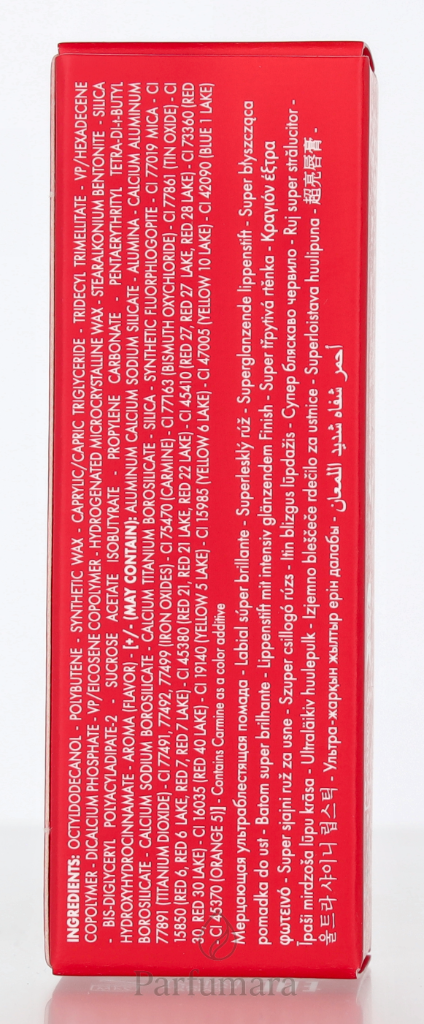 INGREDIENTS: OCTYLDODECANOL - POLYBUTENE - SYNTHETIC WAX - CAPRYLIC/CAPRIC TRIGLYCERIDE - TRIDECYL TRIMELLITATE - VP/HEXADECENE
COPOLYMER - DICALCIUM PHOSPHATE - VP/EICOSENE COPOLYMER - HYDROGENATED MICROCRYSTALLINE WAX - STEARALKONIUM BENTONITE - SILICA
- BIS-DIGLYCERYL POLYACYLADIPATE-2 - SUCROSE ACETATE ISOBUTYRATE - PROPYLENE CARBONATE - PENTAERYTHRITYL TETRA-DI-t-BUTYL
HYDROXYHYDROCINNAMATE - AROMA (FLAVOR) - [+/- (MAY CONTAIN): ALUMINUM CALCIUM SODIUM SILICATE - ALUMINA - CALCIUM ALUMINUM
BOROSILICATE - CALCIUM SODIUM BOROSILICATE - CALCIUM TITANIUM BOROSILICATE - SILICA - SYNTHETIC FLUORPHLOGOPITE - CI 77019 MICA - CI
77891 (TITANIUM DIOXIDE) - CI 77491, 77492, 77499 (IRON OXIDES) - CI 75470 (CARMINE) - CI 77163 (BISMUTH OXYCHLORIDE) - CI 77861 (TIN OXIDE) - CI
15850 (RED 6, RED 6 LAKE, RED 7, RED 7 LAKE) - CI 45380 (RED 21, RED 21 LAKE, RED 22 LAKE) - CI 45410 (RED 27, RED 27 LAKE, RED 28 LAKE) - CI 73360 (RED
30, RED 30 LAKE) - CI 16035 (RED 40 LAKE) - CI 19140 (YELLOW 5 LAKE) - CI 15985 (YELLOW 6 LAKE) - CI 47005 (YELLOW 10 LAKE) - CI 42090 (BLUE 1 LAKE)
- CI 45370 (ORANGE 5)] - Contains Carmine as a color additive
Мерцающая ультраблестящая помада - Labial súper brillante - Superlesklý rúž - Superglanzende lippenstift - Super błyszcząca
pomadka do ust - Batom super brilhante - Lippenstift mit intensiv glänzendem Finish - Super třpytivá rtěnka - Κραγιόν έξτρα
φωτεινό - Super sjajni ruž za usne - Szuper csillogó rúzs - Itin blizgus lūpdažis - Супер бляскаво червило - Ruj super strălucitor -
Īpaši mirdzoša lūpu krāsa - Ultraläikiv huulepulk - Izjemno bleščeče rdečilo za ustnice - Superloistava huulipuna - 超亮唇膏 -
울트라 샤이니 립스틱 - Ультра-жарқын жылтыр ерін далабы - أحمر شفاه شديد اللمعان
Parfumara